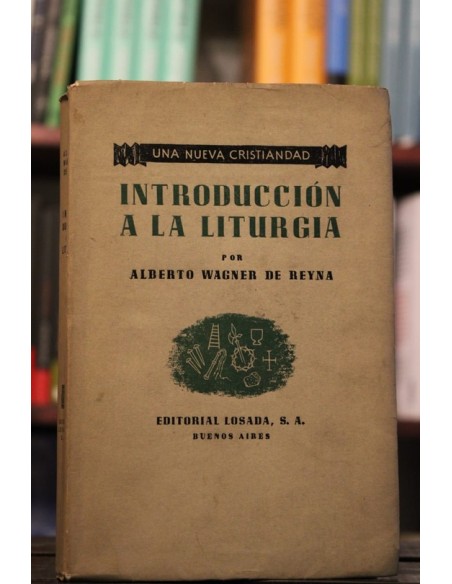 UNA NUEVA CRISTIANDAD
INTRODUCCIÓN
A LA LITURGIA
POR
ALBERTO WAGNER DE REYNA
EDITORIAL LOSADA, S. A.
BUENOS AIRES